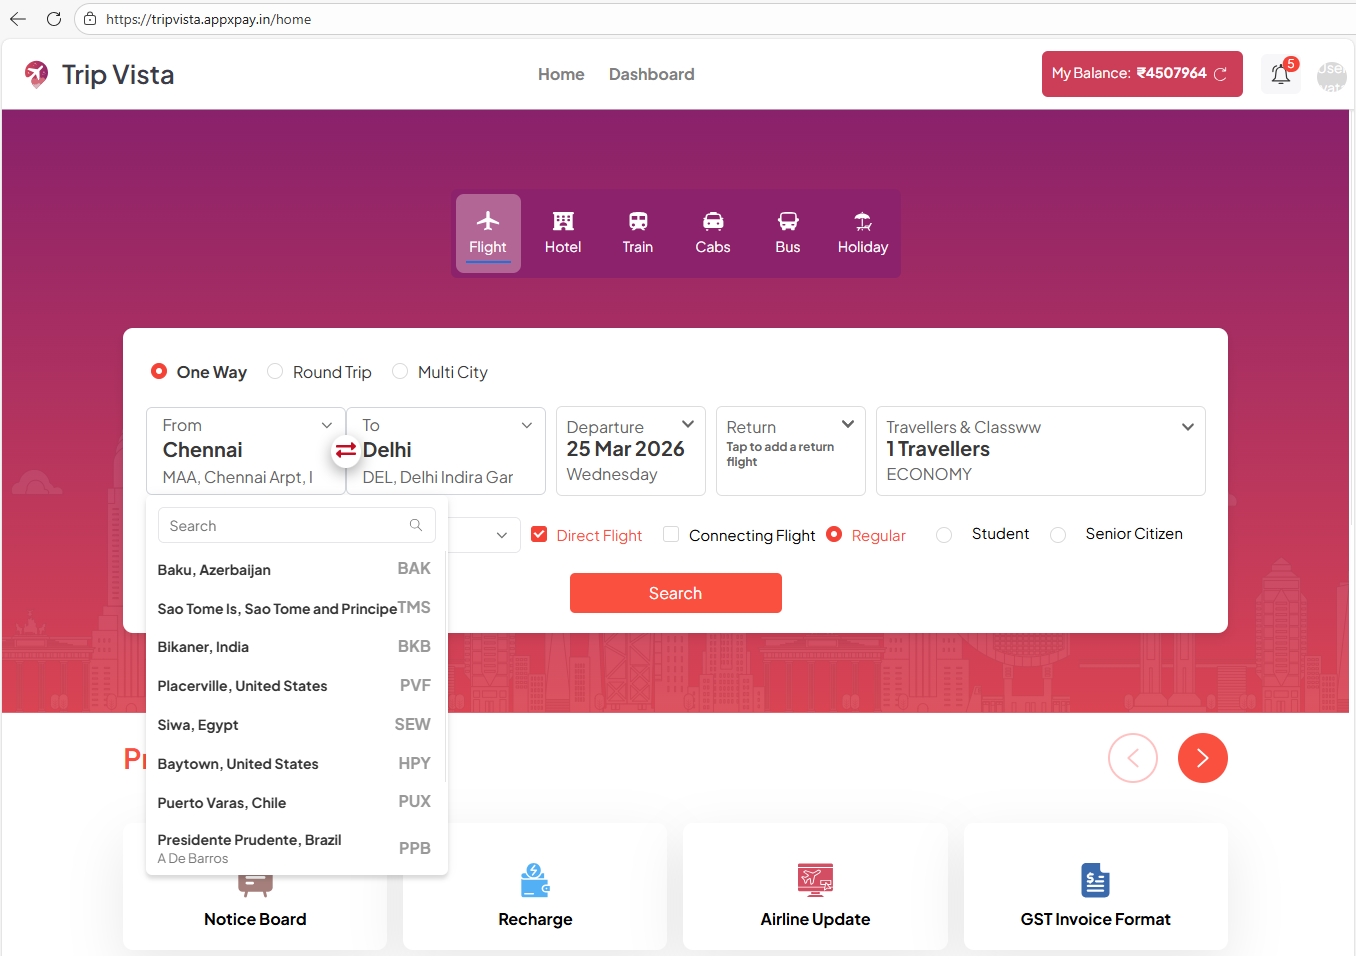 https://tripvista.appxpay.in/home
Trip Vista
Home
Dashboard
My Balance: ₹4507964
5
User
Flight
Hotel
Train
Cabs
Bus
Holiday
One Way
Round Trip
Multi City
From
Chennai
MAA, Chennai Arpt, I
To
Delhi
DEL, Delhi Indira Gar
Departure
25 Mar 2026
Wednesday
Return
Tap to add a return
flight
Travellers & Classww
1 Travellers
ECONOMY
Search
Direct Flight
Connecting Flight
Regular
Student
Senior Citizen
Baku, Azerbaijan BAK
Sao Tome Is, Sao Tome and Principe TMS
Bikaner, India BKB
Placerville, United States PVF
Siwa, Egypt SEW
Baytown, United States HPY
Puerto Varas, Chile PUX
Presidente Prudente, Brazil PPB
A De Barros
Search
Notice Board
Recharge
Airline Update
GST Invoice Format